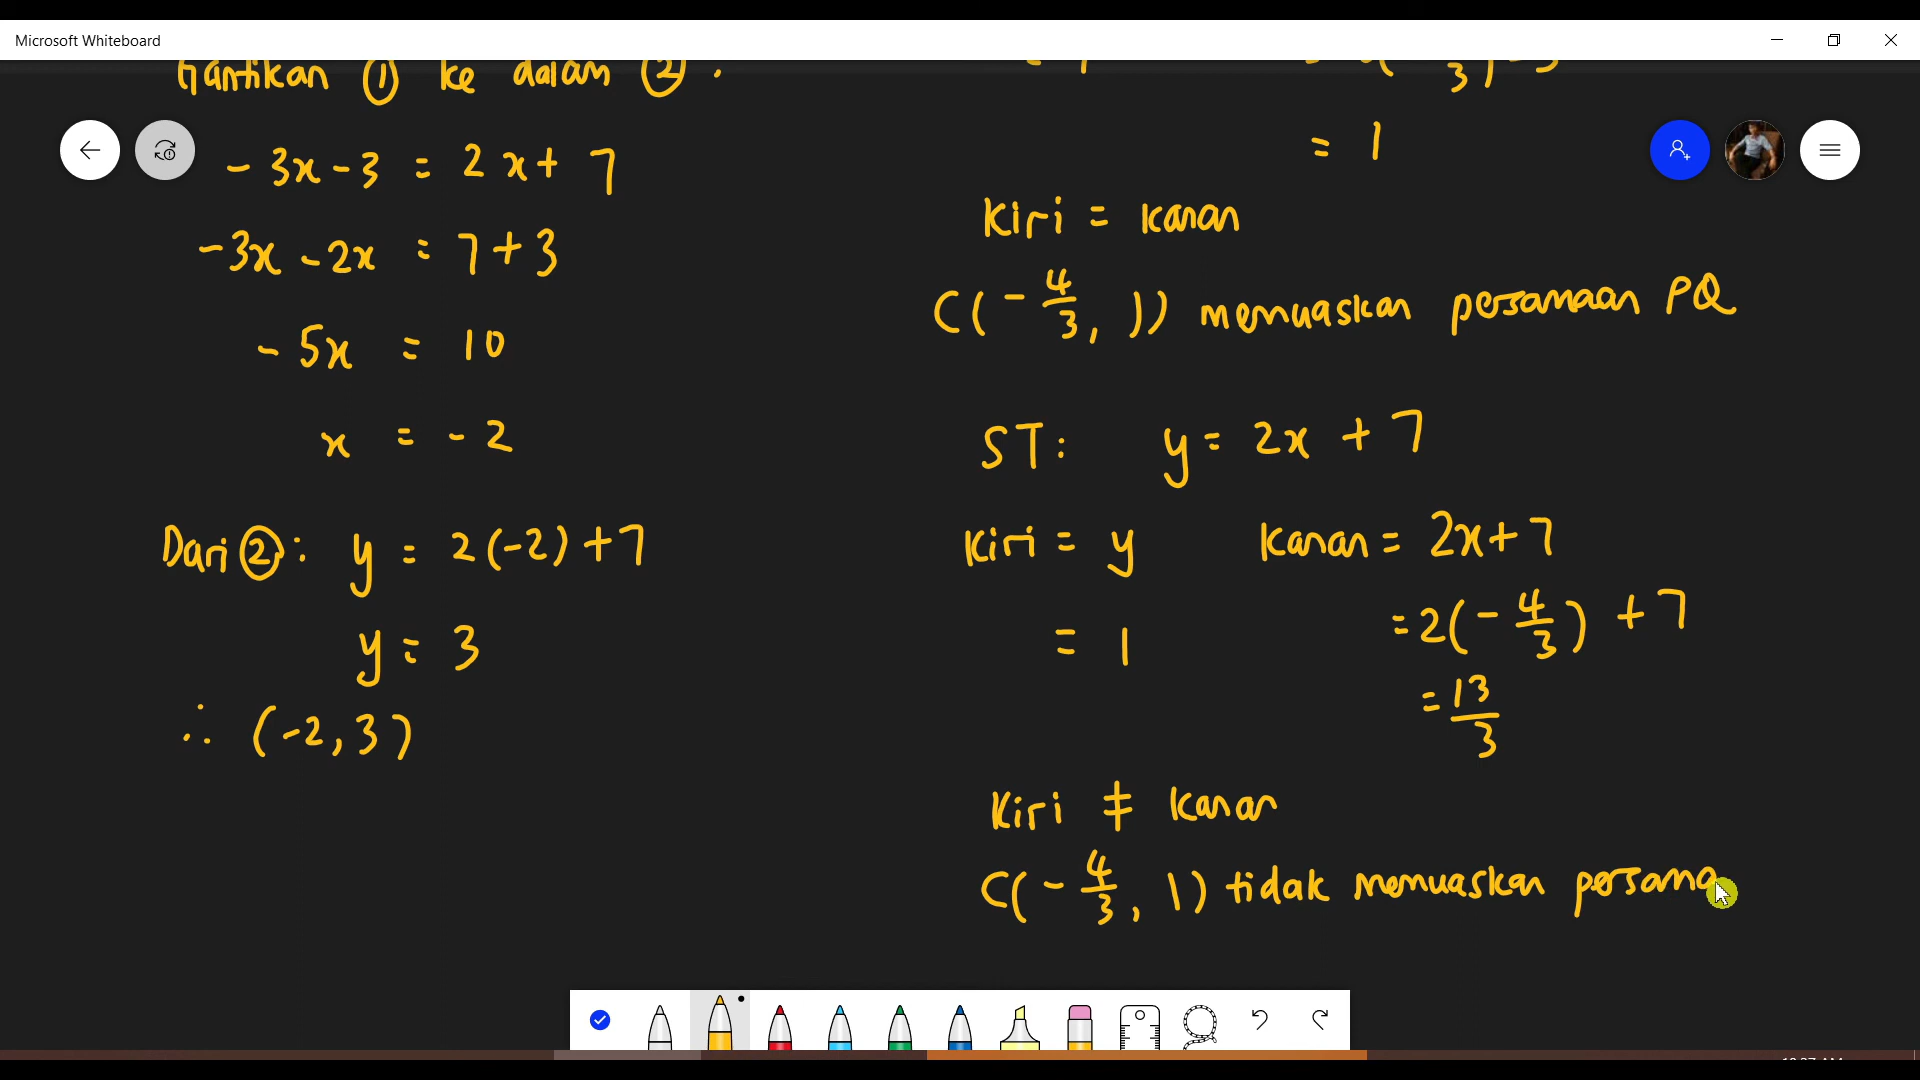 Microsoft Whiteboard
Gantikan ① ke dalam ② .
- 3x - 3 = 2x + 7
-3x - 2x = 7 + 3
- 5x = 10
x = - 2
Dari ② : y = 2(-2) + 7
y = 3
∴ (-2, 3)
= 1
Kiri = kanan
C(-4/3, 1) memuaskan persamaan PQ
ST: y = 2x + 7
Kiri = y Kanan = 2x + 7
= 1 = 2(-4/3) + 7
= 13/3
Kiri ≠ kanan
C(-4/3, 1) tidak memuaskan persama